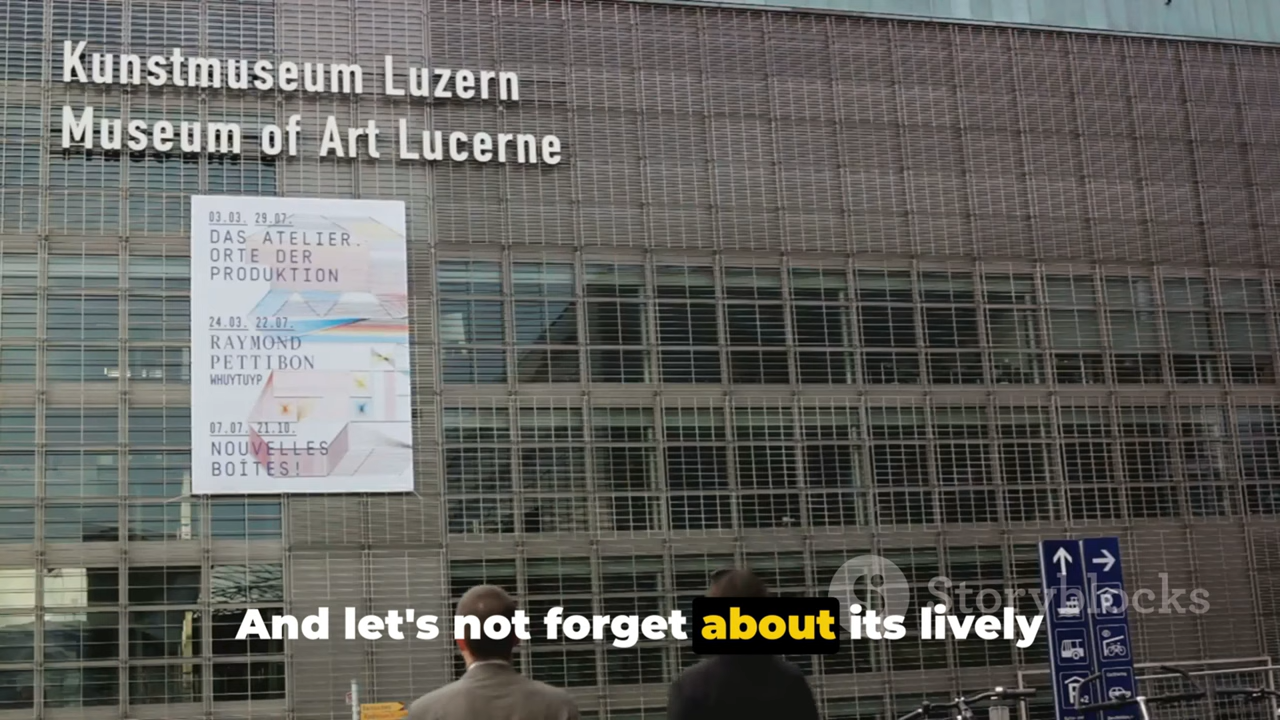 Kunstmuseum Luzern
Museum of Art Lucerne
03.03. 29.07.
DAS ATELIER.
ORTE DER
PRODUKTION
24.03. 22.07.
RAYMOND
PETTIBON
WHUYTUYP
07.07. 21.10.
NOUVELLES
BOÎTES!
Storyblocks
And let's not forget about its lively
P